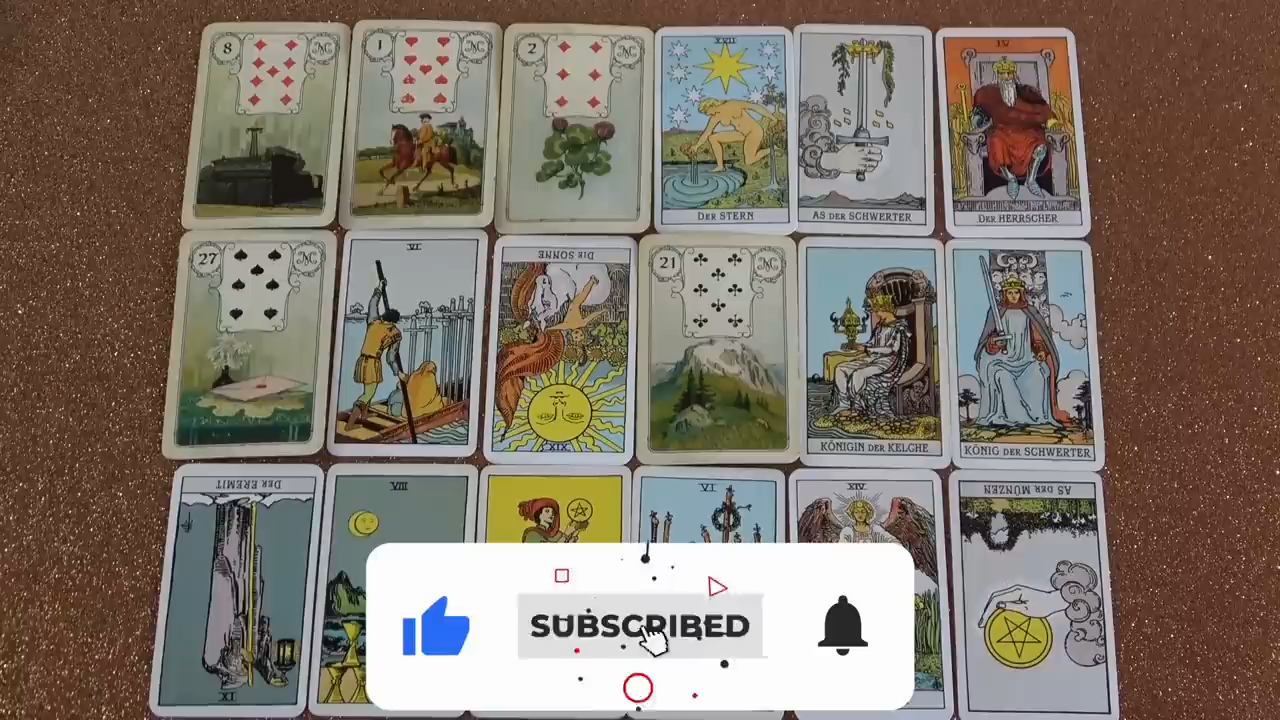 8
1
2
XVII
IV
DER STERN
AS DER SCHWERTER
DER HERRSCHER
27
VI
DIE SONNE
XIX
21
KÖNIGIN DER KELCHE
KÖNIG DER SCHWERTER
DER EREMIT
IX
VIII
VI
XIV
AS DER MÜNZEN
SUBSCRIBED